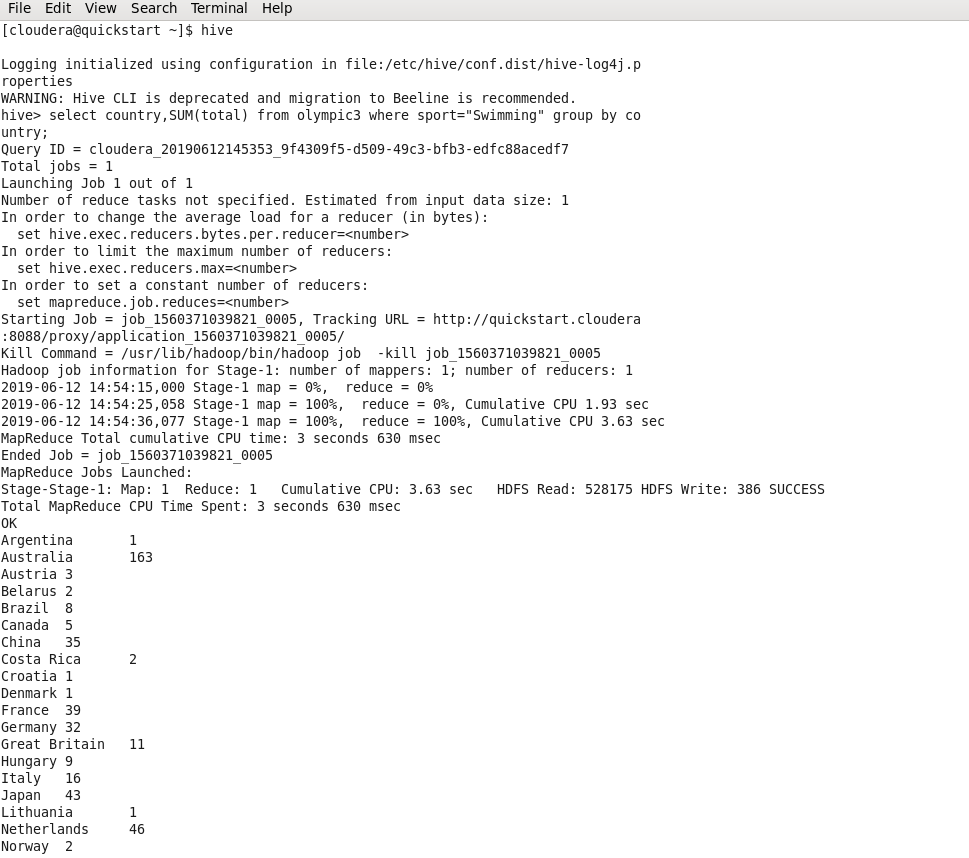 File Edit View Search Terminal Help
[cloudera@quickstart ~]$ hive
Logging initialized using configuration in file:/etc/hive/conf.dist/hive-log4j.p
roperties
WARNING: Hive CLI is deprecated and migration to Beeline is recommended.
hive> select country,SUM(total) from olympic3 where sport="Swimming" group by co
untry;
Query ID = cloudera_20190612145353_9f4309f5-d509-49c3-bfb3-edfc88acedf7
Total jobs = 1
Launching Job 1 out of 1
Number of reduce tasks not specified. Estimated from input data size: 1
In order to change the average load for a reducer (in bytes):
  set hive.exec.reducers.bytes.per.reducer=<number>
In order to limit the maximum number of reducers:
  set hive.exec.reducers.max=<number>
In order to set a constant number of reducers:
  set mapreduce.job.reduces=<number>
Starting Job = job_1560371039821_0005, Tracking URL = http://quickstart.cloudera
:8088/proxy/application_1560371039821_0005/
Kill Command = /usr/lib/hadoop/bin/hadoop job  -kill job_1560371039821_0005
Hadoop job information for Stage-1: number of mappers: 1; number of reducers: 1
2019-06-12 14:54:15,000 Stage-1 map = 0%,  reduce = 0%
2019-06-12 14:54:25,058 Stage-1 map = 100%,  reduce = 0%, Cumulative CPU 1.93 sec
2019-06-12 14:54:36,077 Stage-1 map = 100%,  reduce = 100%, Cumulative CPU 3.63 sec
MapReduce Total cumulative CPU time: 3 seconds 630 msec
Ended Job = job_1560371039821_0005
MapReduce Jobs Launched:
Stage-Stage-1: Map: 1  Reduce: 1   Cumulative CPU: 3.63 sec   HDFS Read: 528175 HDFS Write: 386 SUCCESS
Total MapReduce CPU Time Spent: 3 seconds 630 msec
OK
Argentina	1
Australia	163
Austria	3
Belarus	2
Brazil	8
Canada	5
China	35
Costa Rica	2
Croatia	1
Denmark	1
France	39
Germany	32
Great Britain	11
Hungary	9
Italy	16
Japan	43
Lithuania	1
Netherlands	46
Norway	2